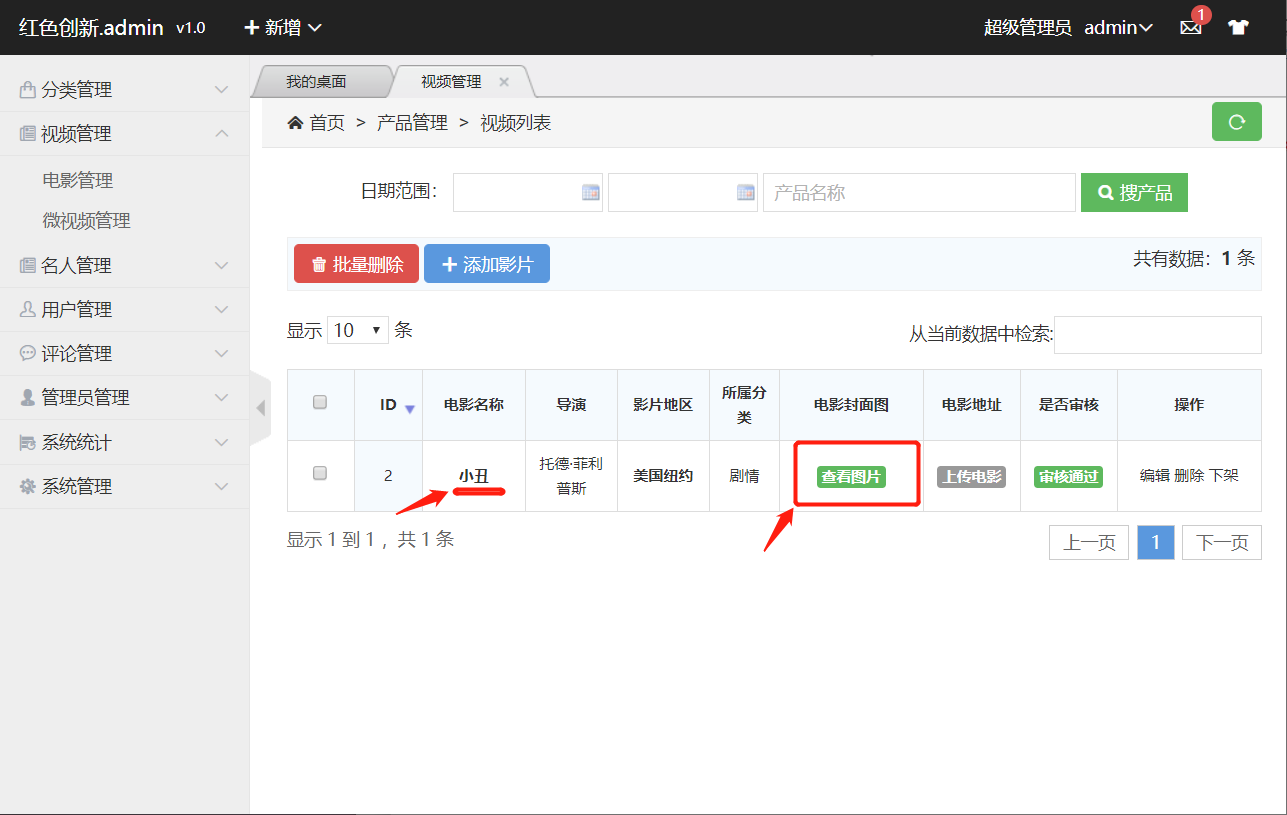 红色创新.admin v1.0 新增 超级管理员 admin 1
我的桌面 视频管理
首页 > 产品管理 > 视频列表
分类管理
视频管理
电影管理
微视频管理
名人管理
用户管理
评论管理
管理员管理
系统统计
系统管理
日期范围： 产品名称 搜产品
批量删除 添加影片 共有数据：1 条
显示 10 条 从当前数据中检索:
ID 电影名称 导演 影片地区 所属分类 电影封面图 电影地址 是否审核 操作
2 小丑 托德·菲利普斯 美国纽约 剧情 查看图片 上传电影 审核通过 编辑 删除 下架
显示 1 到 1 ，共 1 条 上一页 1 下一页